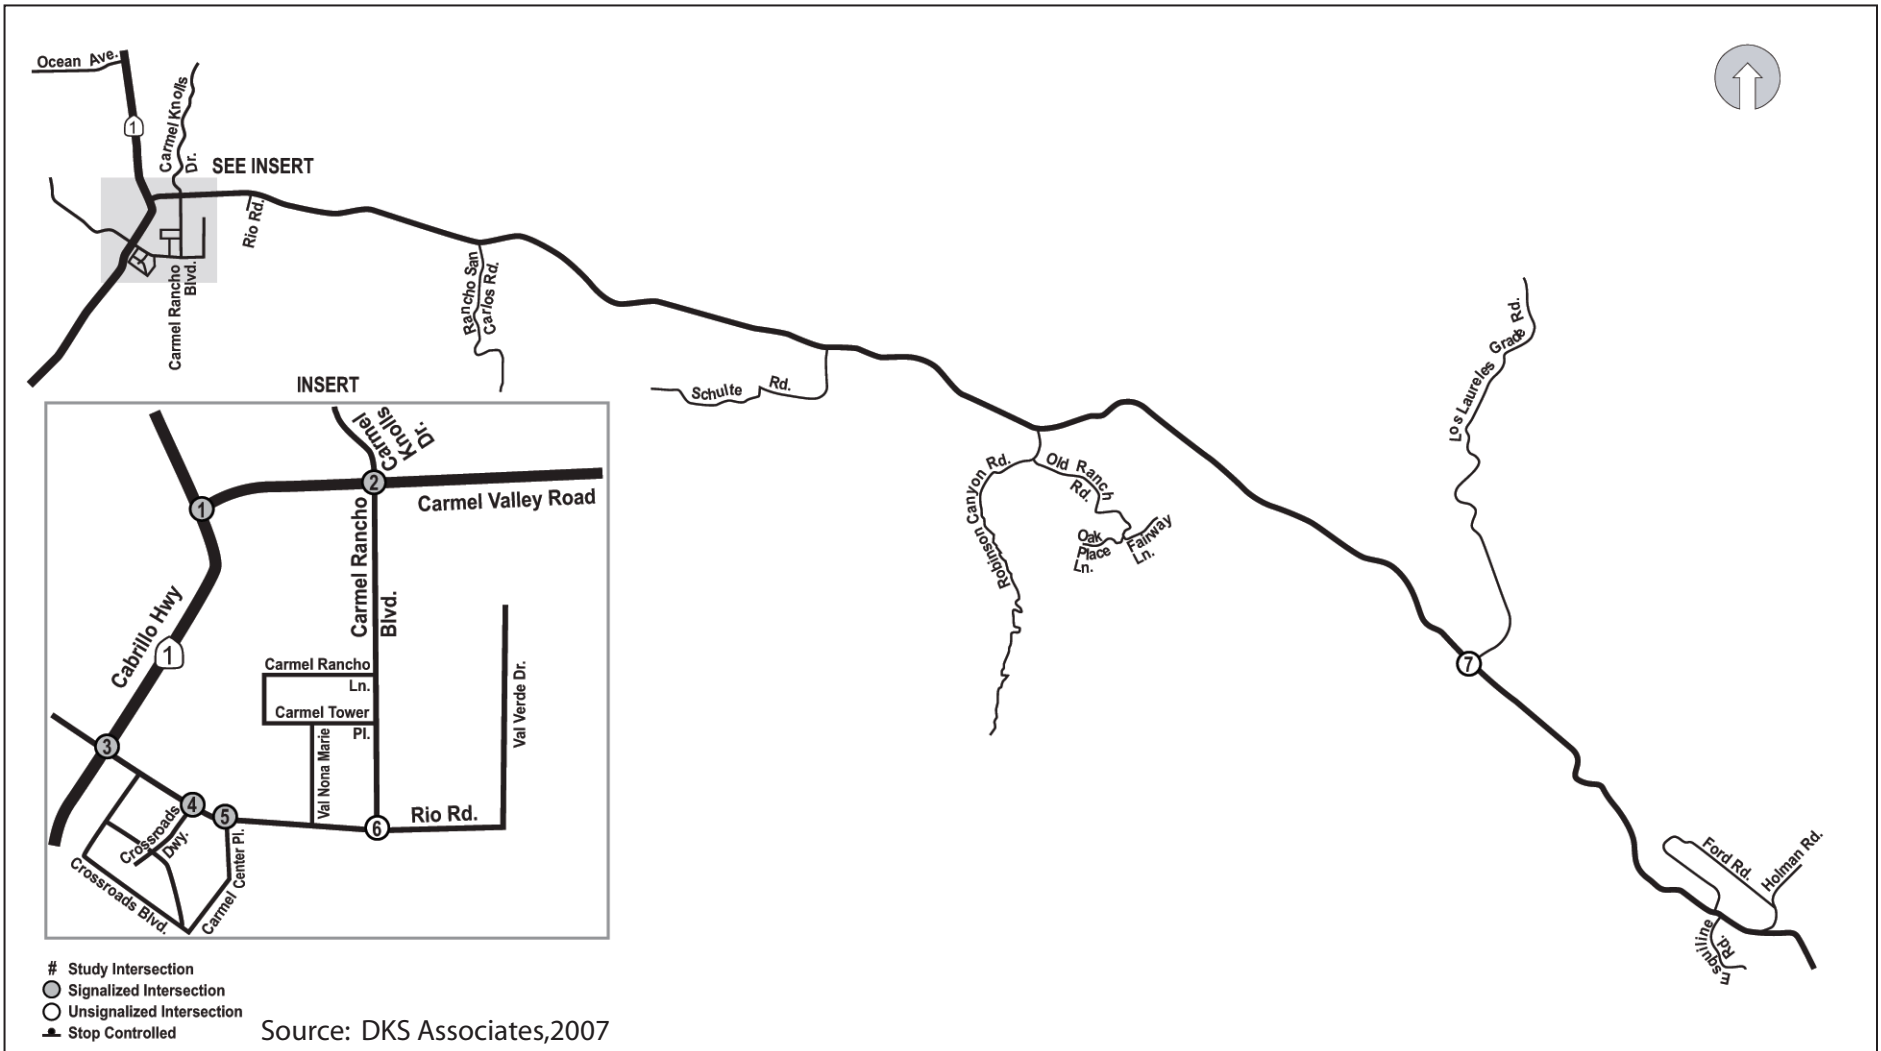 Ocean Ave.
1
Carmel Knolls
Dr.
SEE INSERT
Rio Rd.
Carmel Rancho
Blvd.
Rancho San
Carlos Rd.
Schulte Rd.
Robinson Canyon Rd.
Old Ranch
Rd.
Oak
Place
Ln.
Fairway
Ln.
Los Laureles Grade Rd.
7
Ford Rd.
Holman Rd.
Esquiline
Rd.
INSERT
Carmel
Knolls
Dr.
2
1
Carmel Valley Road
Carmel Rancho
Blvd.
Cabrillo Hwy
1
Carmel Rancho
Ln.
Carmel Tower
Pl.
Val Nona Marie
Val Verde Dr.
3
4
5
6
Rio Rd.
Crossroads
Dwy.
Crossroads Blvd.
Carmel Center Pl.
# Study Intersection
Signalized Intersection
Unsignalized Intersection
Stop Controlled
Source: DKS Associates,2007